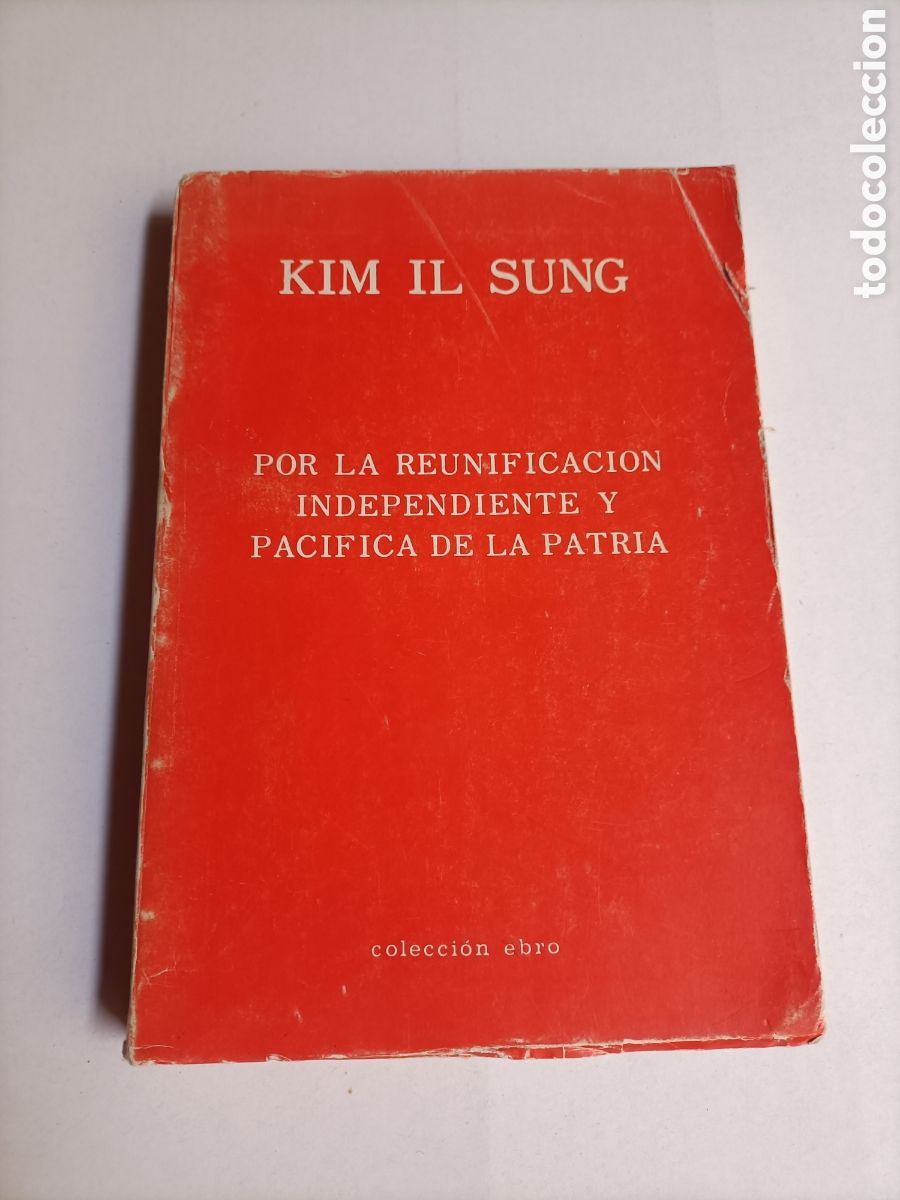 KIM IL SUNG
POR LA REUNIFICACION
INDEPENDIENTE Y
PACIFICA DE LA PATRIA
colección ebro
todocoleccion